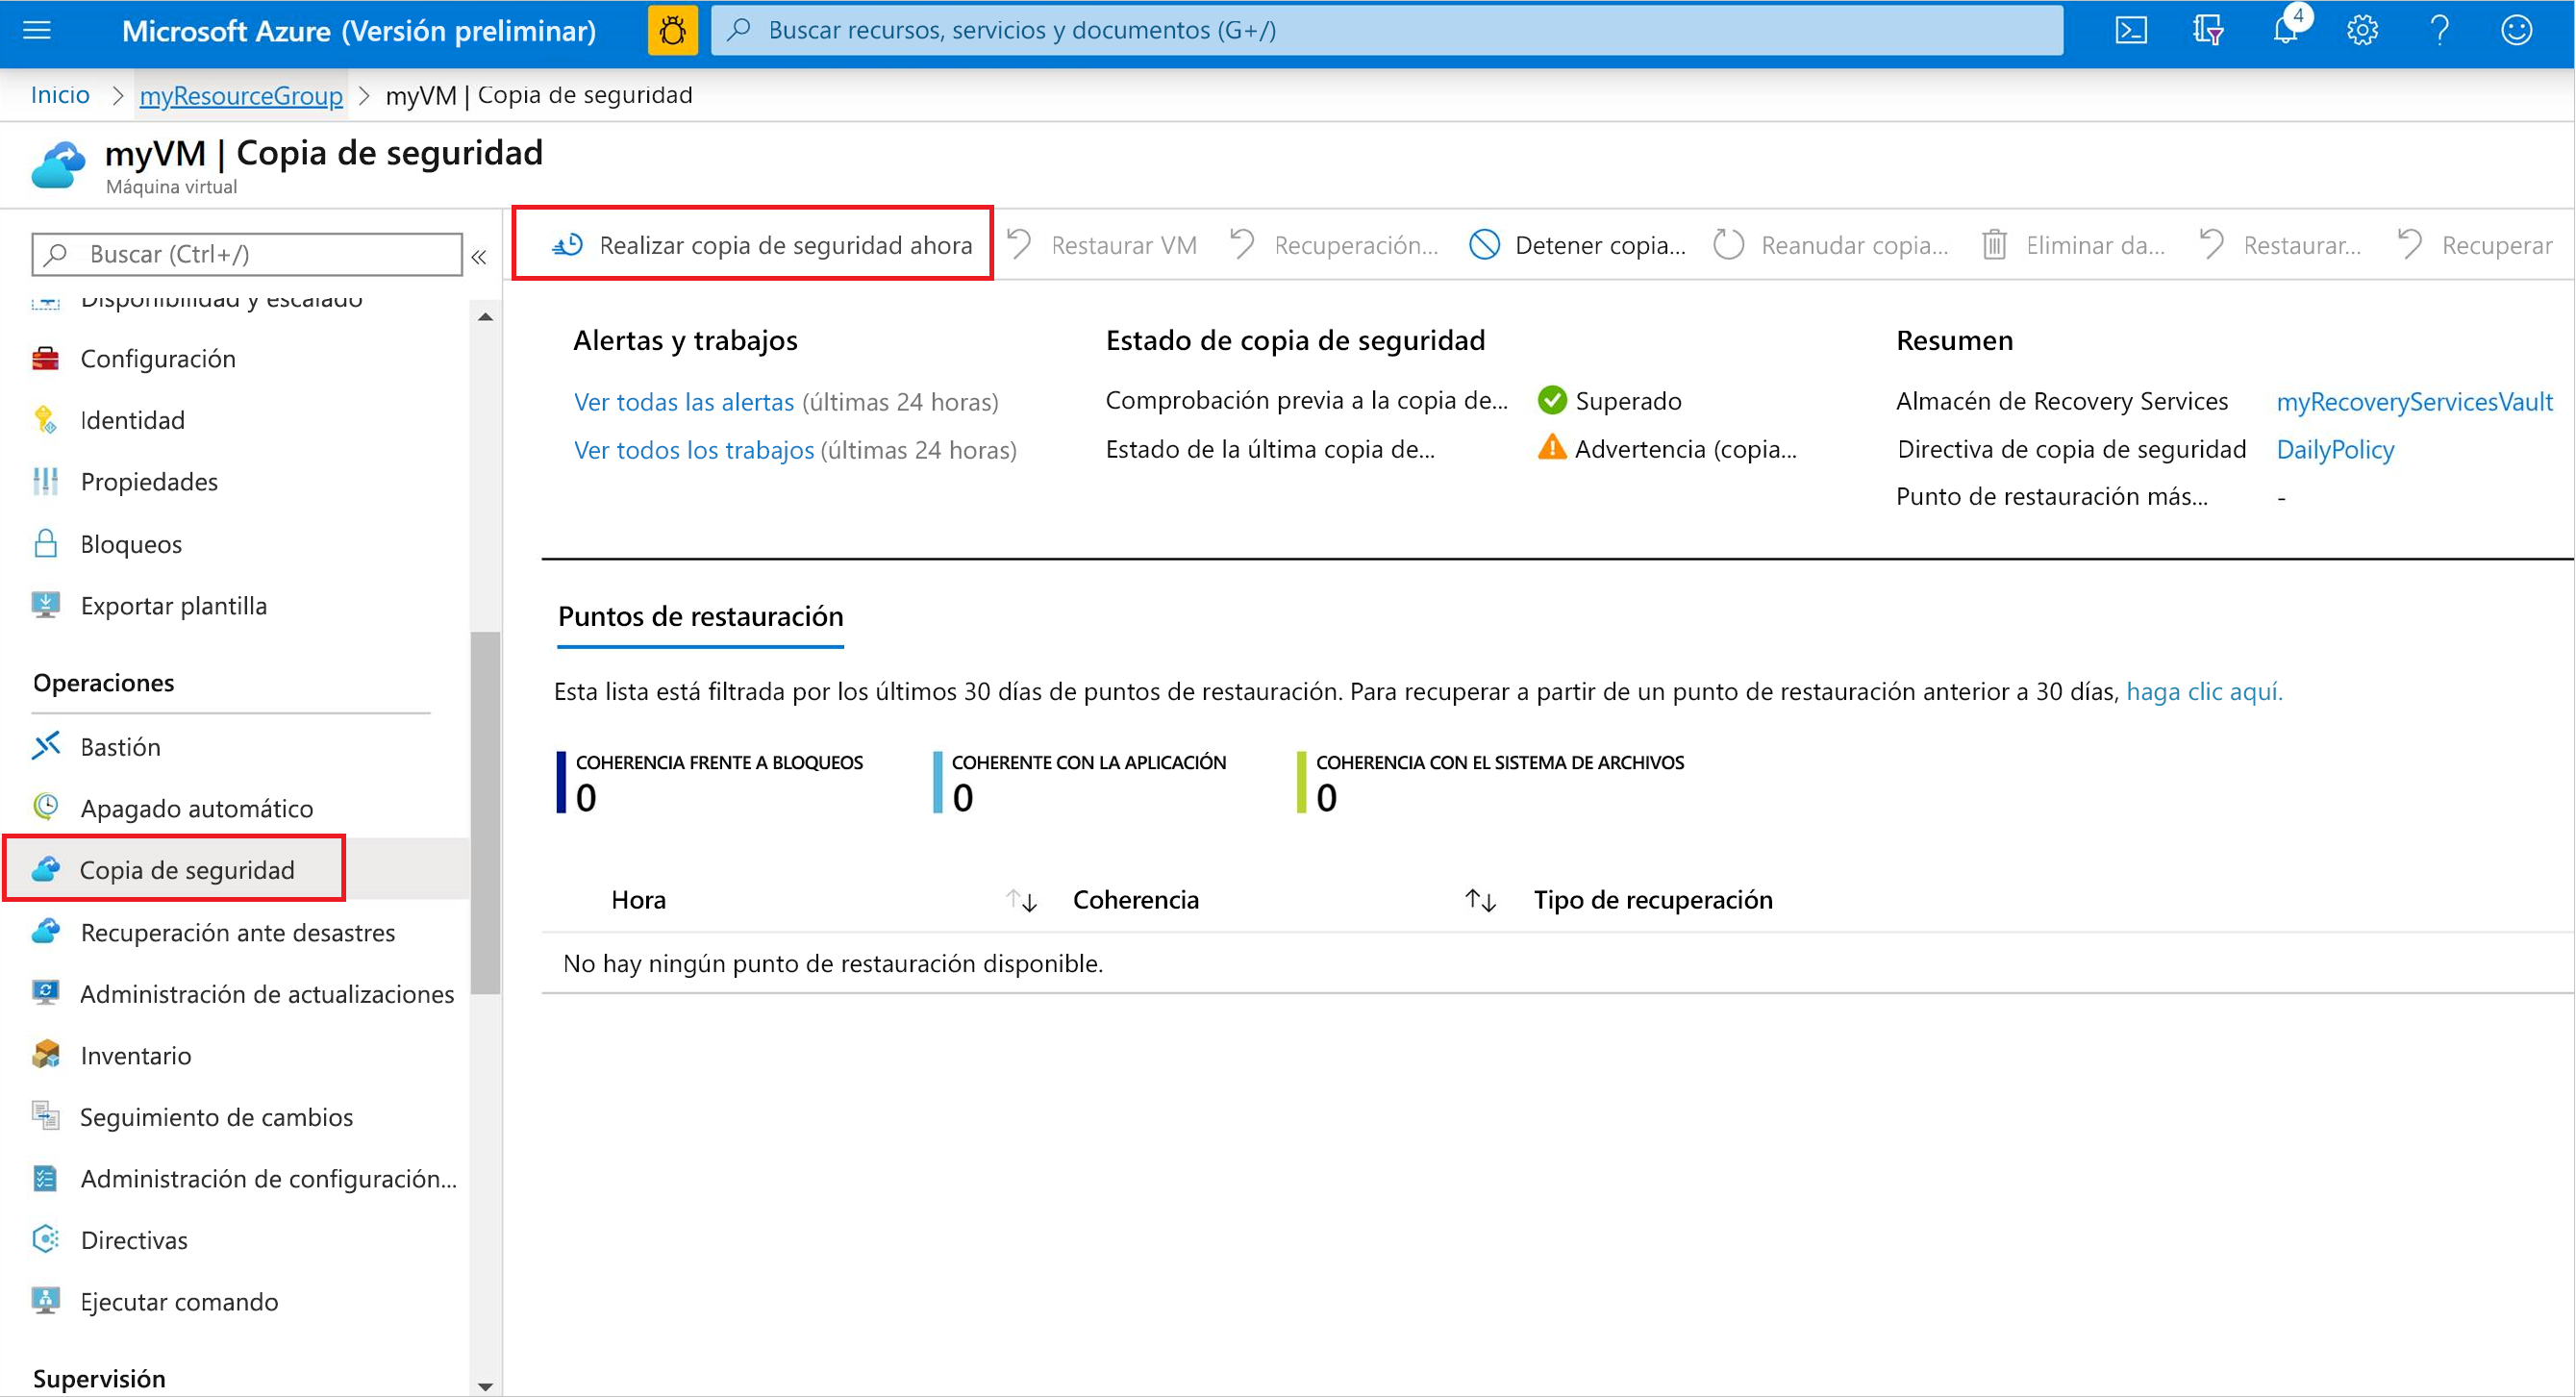 Microsoft Azure (Versión preliminar)
Buscar recursos, servicios y documentos (G+/)
4
Inicio > myResourceGroup > myVM | Copia de seguridad
myVM | Copia de seguridad
Máquina virtual
Buscar (Ctrl+/)
«
Disponibilidad y escalado
Configuración
Identidad
Propiedades
Bloqueos
Exportar plantilla
Operaciones
Bastión
Apagado automático
Copia de seguridad
Recuperación ante desastres
Administración de actualizaciones
Inventario
Seguimiento de cambios
Administración de configuración...
Directivas
Ejecutar comando
Supervisión
Realizar copia de seguridad ahora
Restaurar VM
Recuperación...
Detener copia...
Reanudar copia...
Eliminar da...
Restaurar...
Recuperar
Alertas y trabajos
Ver todas las alertas (últimas 24 horas)
Ver todos los trabajos (últimas 24 horas)
Estado de copia de seguridad
Comprobación previa a la copia de... Superado
Estado de la última copia de... Advertencia (copia...
Resumen
Almacén de Recovery Services myRecoveryServicesVault
Directiva de copia de seguridad DailyPolicy
Punto de restauración más... -
Puntos de restauración
Esta lista está filtrada por los últimos 30 días de puntos de restauración. Para recuperar a partir de un punto de restauración anterior a 30 días, haga clic aquí.
COHERENCIA FRENTE A BLOQUEOS
0
COHERENTE CON LA APLICACIÓN
0
COHERENCIA CON EL SISTEMA DE ARCHIVOS
0
Hora Coherencia Tipo de recuperación
No hay ningún punto de restauración disponible.